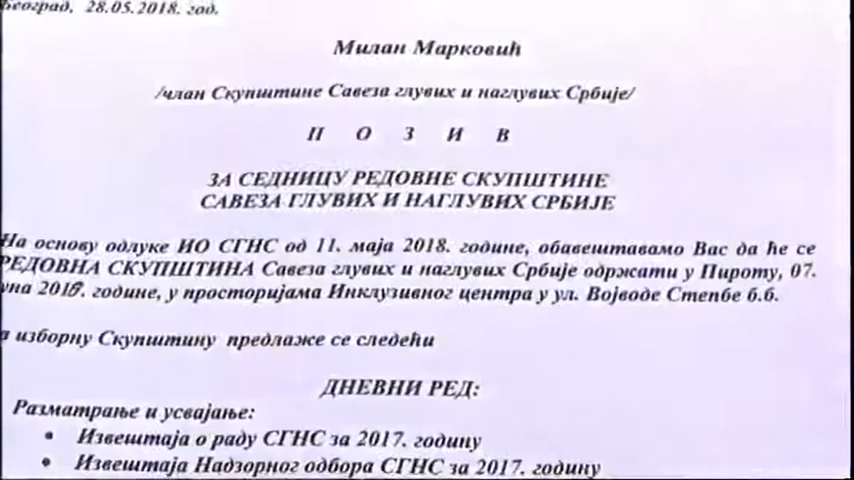 Београд, 28.05.2018. год.
Милан Марковић
/члан Скупштине Савеза глувих и наглувих Србије/
П О З И В
ЗА СЕДНИЦУ РЕДОВНЕ СКУПШТИНЕ
САВЕЗА ГЛУВИХ И НАГЛУВИХ СРБИЈЕ
На основу одлуке ИО СГНС од 11. маја 2018. године, обавештавамо Вас да ће се
РЕДОВНА СКУПШТИНА Савеза глувих и наглувих Србије одржати у Пироту, 07.
уна 2018. године, у просторијама Инклузивног центра у ул. Војводе Степбе б.б.
а изборну Скупштину предлаже се следећи
ДНЕВНИ РЕД:
Разматрање и усвајање:
• Извештаја о раду СГНС за 2017. годину
• Извештаја Надзорног одбора СГНС за 2017. годину